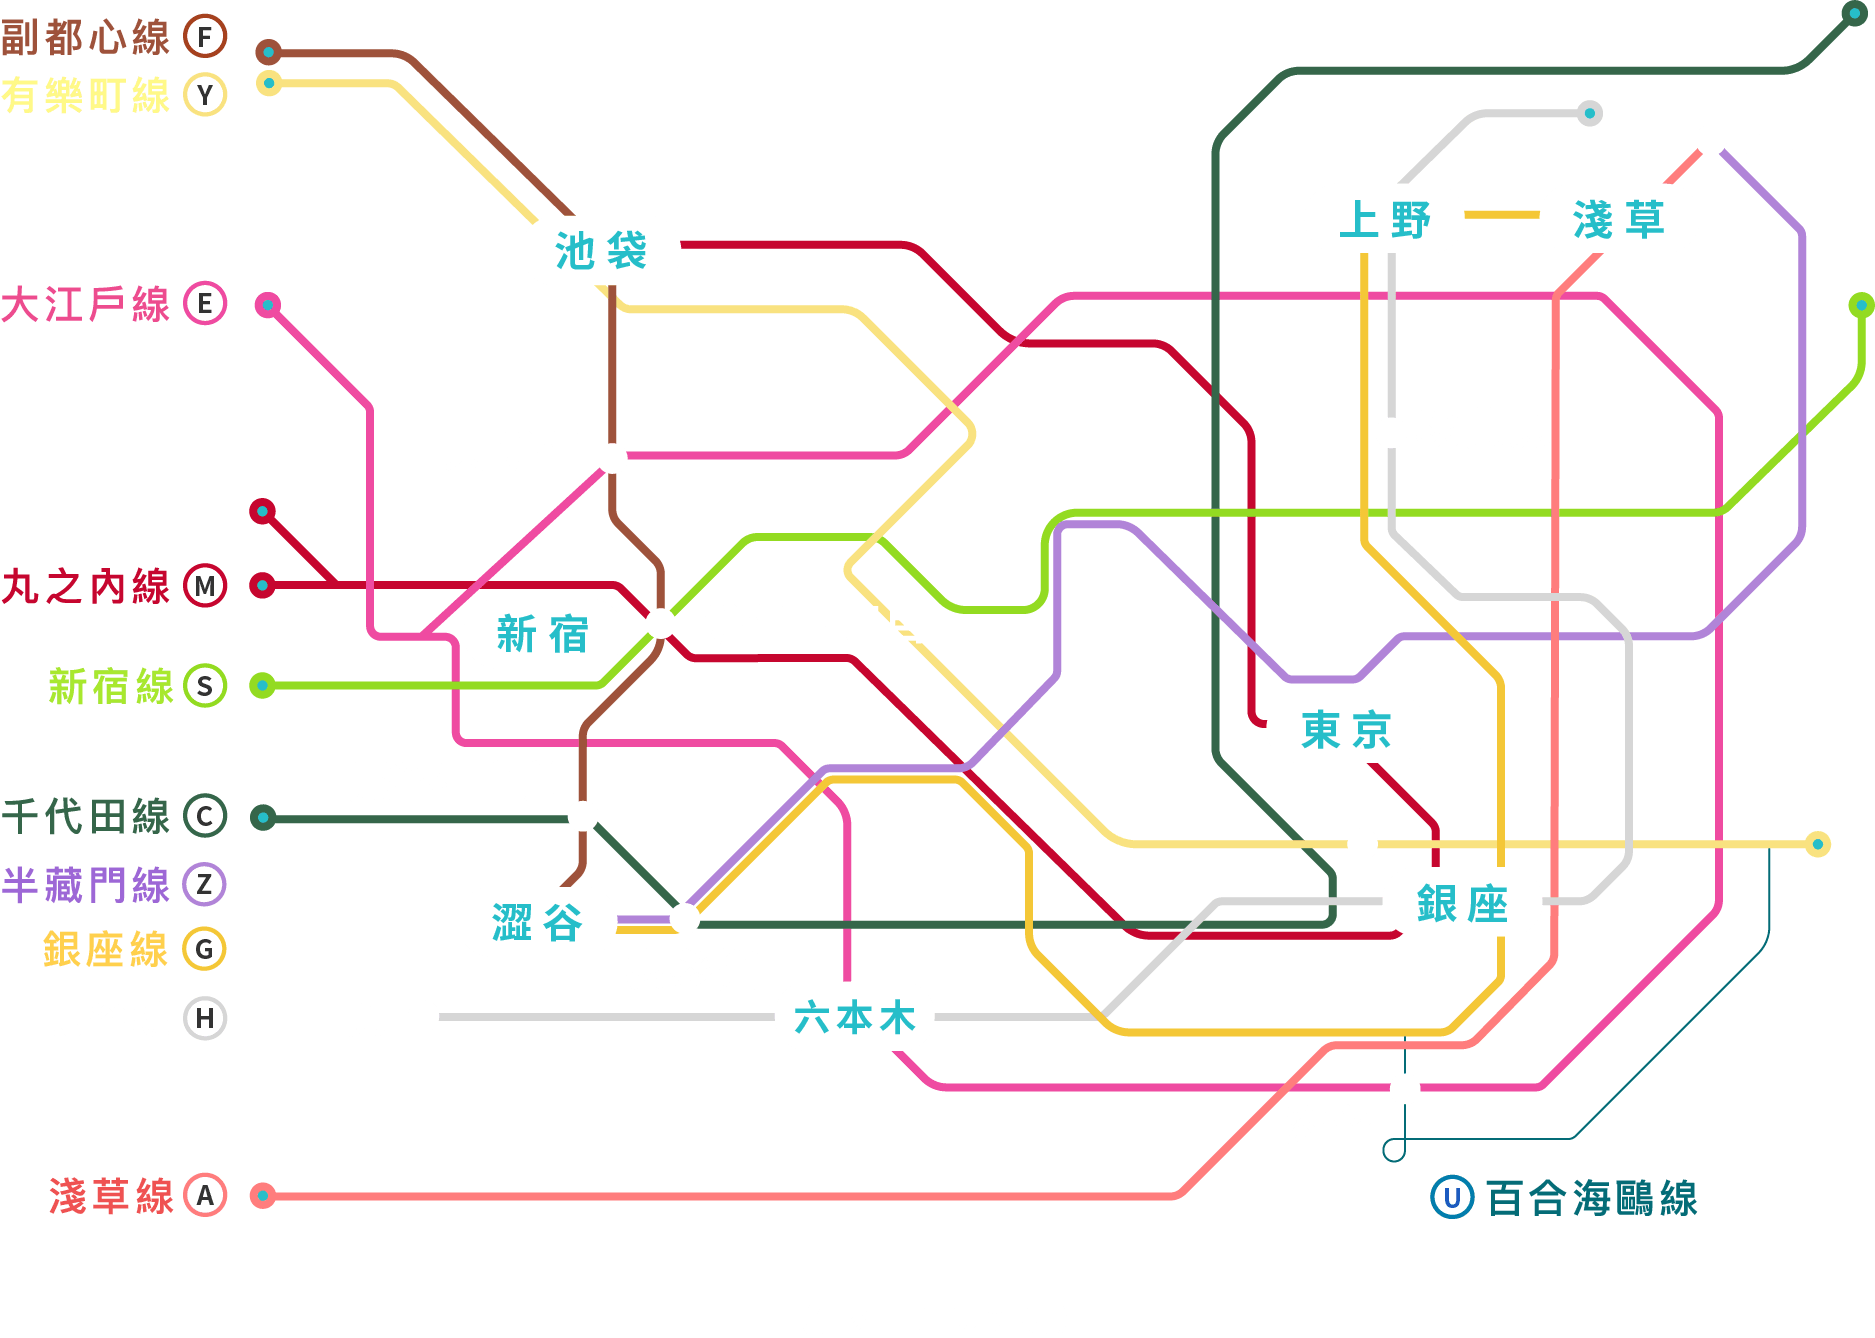 副都心線 F
有樂町線 Y
上野
淺草
池袋
大江戶線 E
丸之內線 M
新宿
新宿線 S
東京
千代田線 C
半藏門線 Z
銀座
澀谷
銀座線 G
六本木
H
淺草線 A
U 百合海鷗線